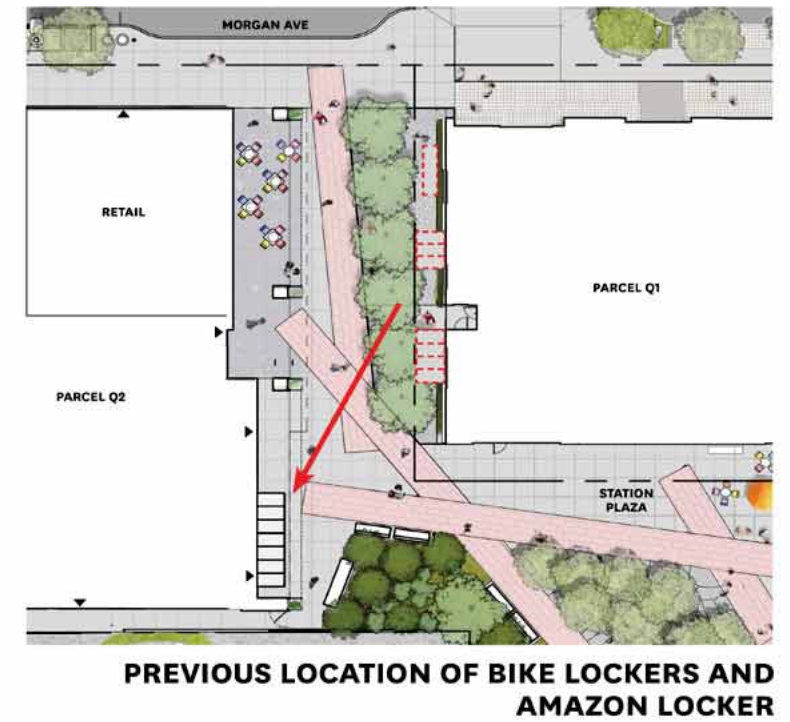 MORGAN AVE
RETAIL
PARCEL Q1
PARCEL Q2
STATION
PLAZA
PREVIOUS LOCATION OF BIKE LOCKERS AND
AMAZON LOCKER